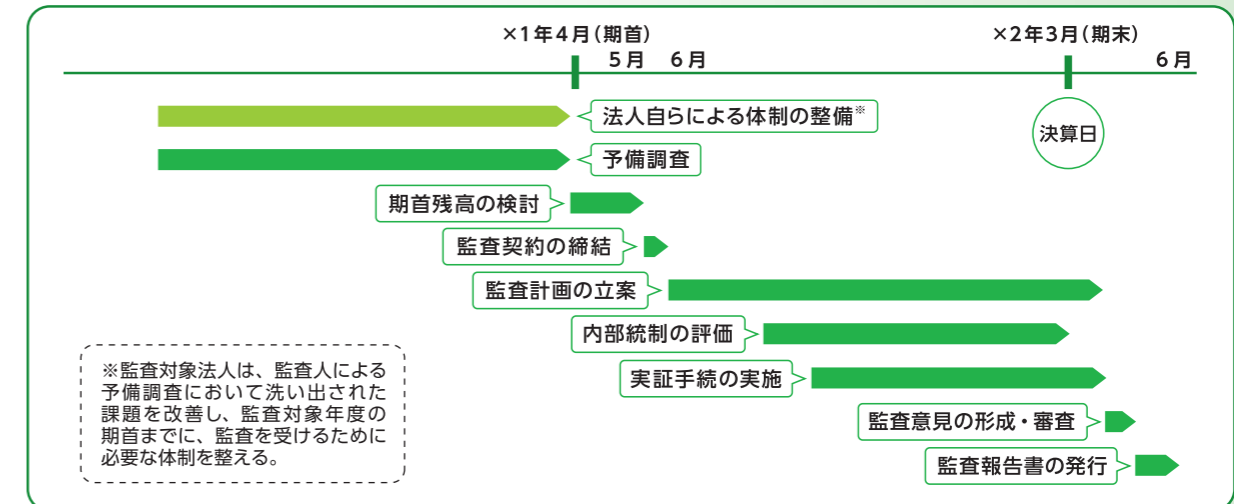 ×1年4月（期首）
×2年3月（期末）
5月 6月
6月
法人自らによる体制の整備※
決算日
予備調査
期首残高の検討
監査契約の締結
監査計画の立案
内部統制の評価
実証手続の実施
監査意見の形成・審査
監査報告書の発行
※監査対象法人は、監査人による
予備調査において洗い出された
課題を改善し、監査対象年度の
期首までに、監査を受けるために
必要な体制を整える。